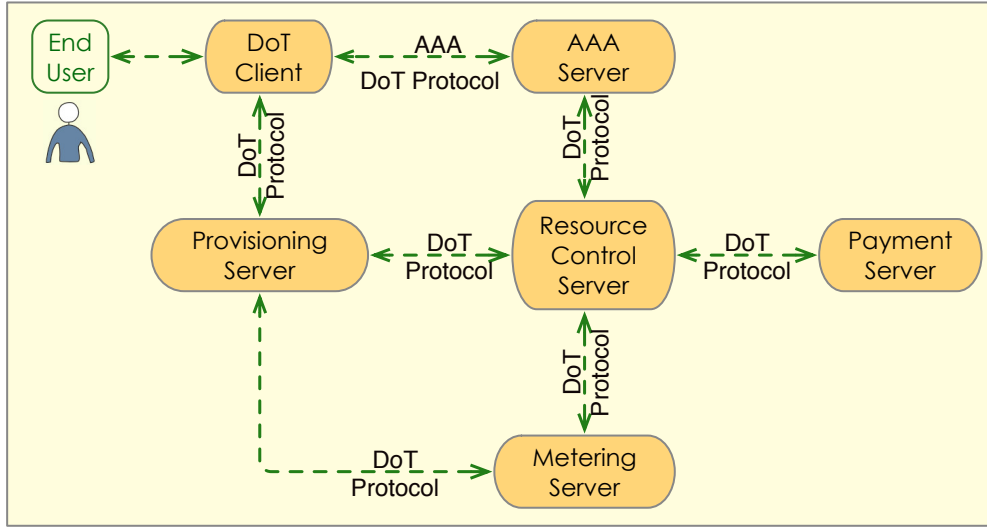 End
User
DoT
Client
AAA
DoT Protocol
AAA
Server
DoT
Protocol
DoT
Protocol
Provisioning
Server
DoT
Protocol
Resource
Control
Server
DoT
Protocol
Payment
Server
DoT
Protocol
DoT
Protocol
Metering
Server